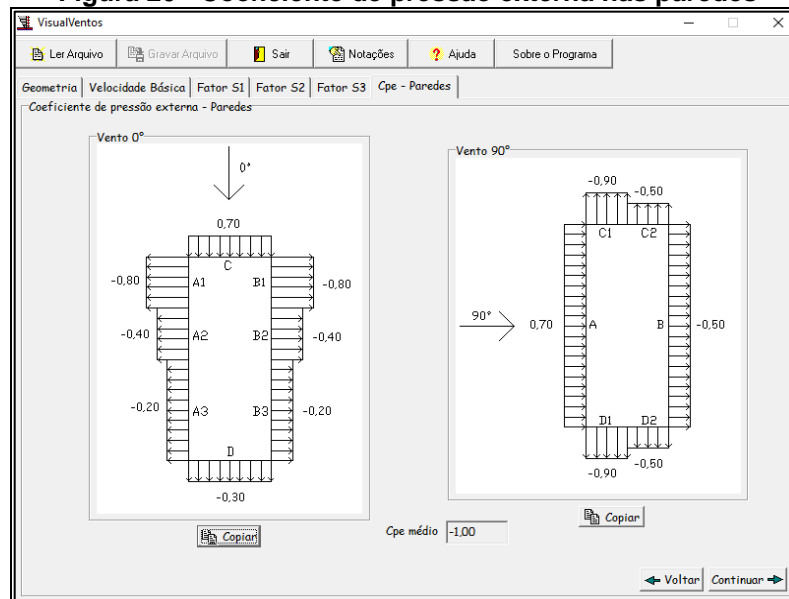 Figura 20 - Coeficiente de pressão externa nas paredes
VisualVentos
Ler Arquivo Gravar Arquivo Sair Notações ? Ajuda Sobre o Programa
Geometria Velocidade Básica Fator S1 Fator S2 Fator S3 Cpe - Paredes
Coeficiente de pressão externa - Paredes
Vento 0°
0°
0,70
C
-0,80 A1 B1 -0,80
-0,40 A2 B2 -0,40
-0,20 A3 B3 -0,20
D
-0,30
Copiar
Vento 90°
-0,90 -0,50
C1 C2
90° 0,70 A B -0,50
D1 D2
-0,90 -0,50
Copiar
Cpe médio -1,00
Voltar Continuar